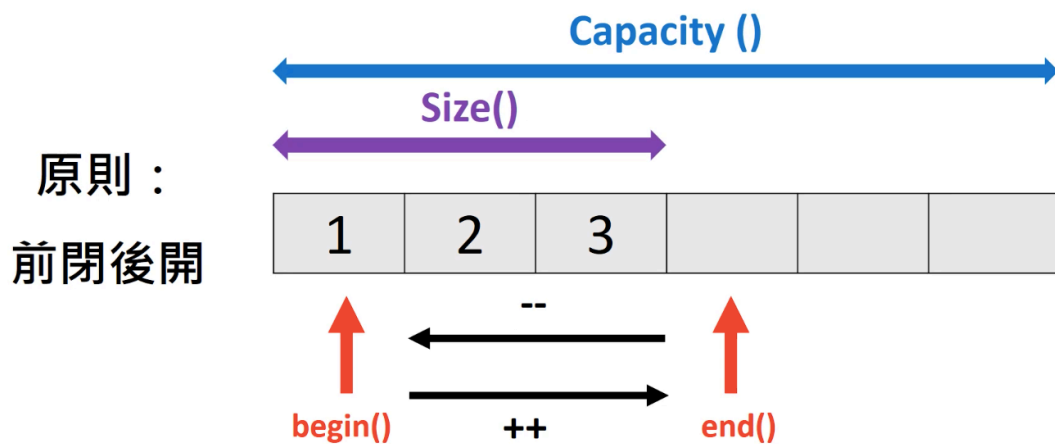 Capacity ()
Size()
原則：
前閉後開
1 2 3
--
++
begin()
end()